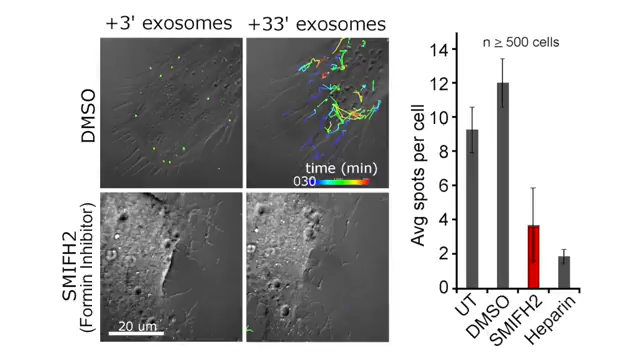 +3' exosomes
+33' exosomes
DMSO
time (min)
030
SMIFH2
(Formin Inhibitor)
20 um
n ≥ 500 cells
Avg spots per cell
14
12
10
8
6
4
2
0
UT
DMSO
SMIFH2
Heparin